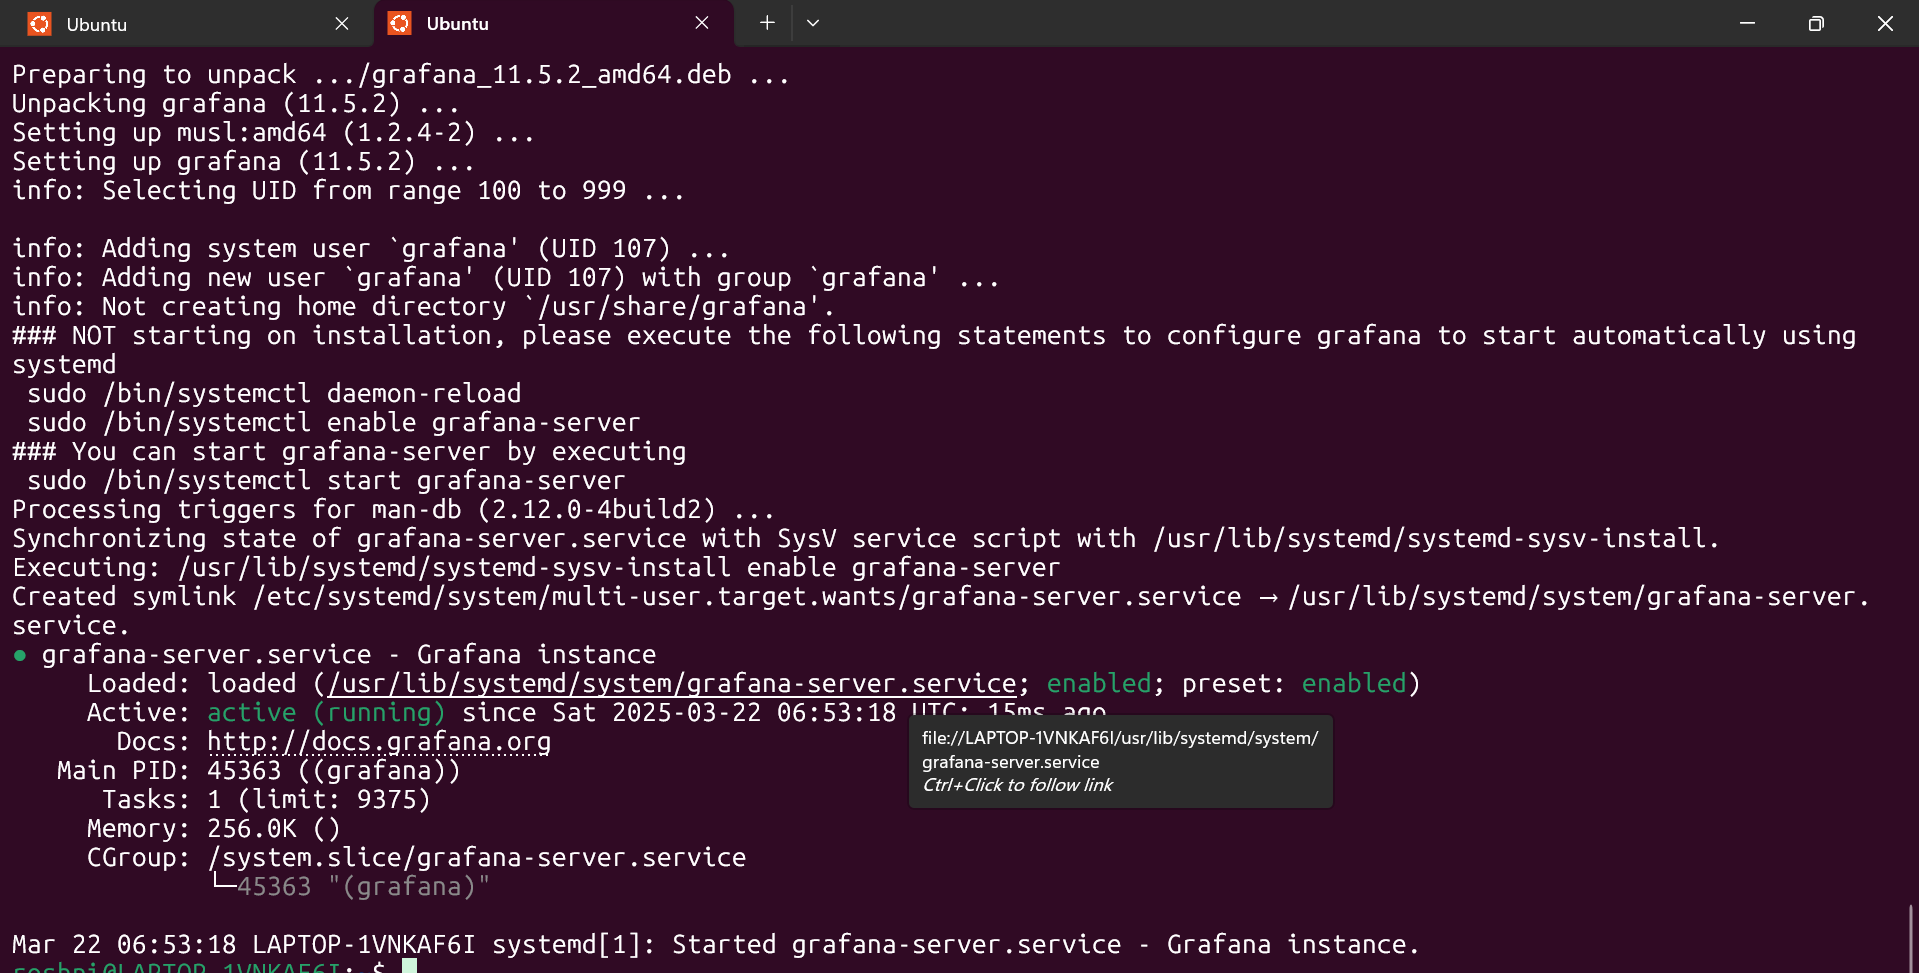 Ubuntu
Ubuntu
Preparing to unpack .../grafana_11.5.2_amd64.deb ...
Unpacking grafana (11.5.2) ...
Setting up musl:amd64 (1.2.4-2) ...
Setting up grafana (11.5.2) ...
info: Selecting UID from range 100 to 999 ...
info: Adding system user `grafana' (UID 107) ...
info: Adding new user `grafana' (UID 107) with group `grafana' ...
info: Not creating home directory `/usr/share/grafana'.
### NOT starting on installation, please execute the following statements to configure grafana to start automatically using
systemd
sudo /bin/systemctl daemon-reload
sudo /bin/systemctl enable grafana-server
### You can start grafana-server by executing
sudo /bin/systemctl start grafana-server
Processing triggers for man-db (2.12.0-4build2) ...
Synchronizing state of grafana-server.service with SysV service script with /usr/lib/systemd/systemd-sysv-install.
Executing: /usr/lib/systemd/systemd-sysv-install enable grafana-server
Created symlink /etc/systemd/system/multi-user.target.wants/grafana-server.service → /usr/lib/systemd/system/grafana-server.
service.
● grafana-server.service - Grafana instance
Loaded: loaded (/usr/lib/systemd/system/grafana-server.service; enabled; preset: enabled)
Active: active (running) since Sat 2025-03-22 06:53:18 UTC; 15ms ago
Docs: http://docs.grafana.org
file://LAPTOP-1VNKAF6I/usr/lib/systemd/system/
grafana-server.service
Ctrl+Click to follow link
Main PID: 45363 ((grafana))
Tasks: 1 (limit: 9375)
Memory: 256.0K ()
CGroup: /system.slice/grafana-server.service
└─45363 "(grafana)"
Mar 22 06:53:18 LAPTOP-1VNKAF6I systemd[1]: Started grafana-server.service - Grafana instance.